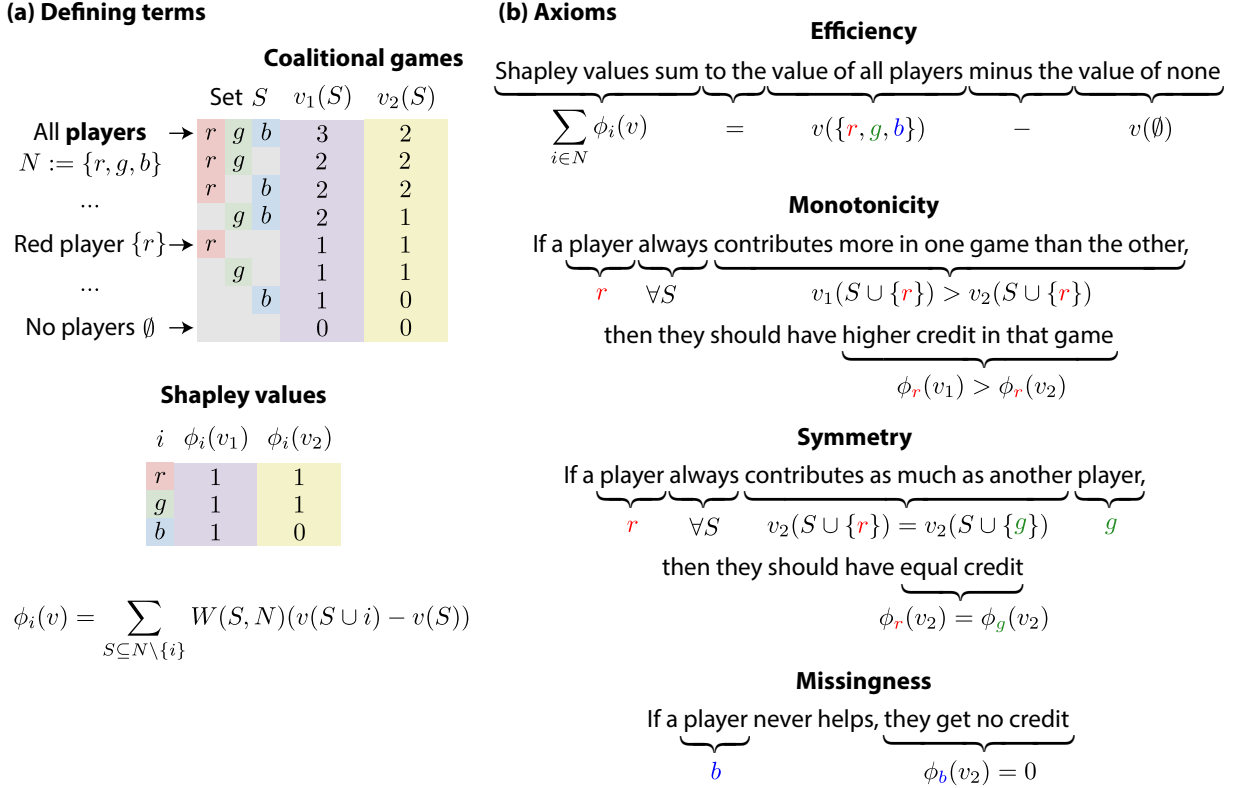 (a) Defining terms
Coalitional games
Set S v₁(S) v₂(S)
All players → r g b 3 2
N := {r, g, b} r g 2 2
r b 2 2
... g b 2 1
Red player {r} → r 1 1
g 1 1
... b 1 0
No players ∅ → 0 0
Shapley values
i ϕᵢ(v₁) ϕᵢ(v₂)
r 1 1
g 1 1
b 1 0
ϕᵢ(v) = ∑_{S⊆N\{i}} W(S, N)(v(S ∪ i) − v(S))
(b) Axioms
Efficiency
Shapley values sum to the value of all players minus the value of none
∑_{i∈N} ϕᵢ(v) = v({r, g, b}) − v(∅)
Monotonicity
If a player always contributes more in one game than the other,
r ∀S v₁(S ∪ {r}) > v₂(S ∪ {r})
then they should have higher credit in that game
ϕ_r(v₁) > ϕ_r(v₂)
Symmetry
If a player always contributes as much as another player,
r ∀S v₂(S ∪ {r}) = v₂(S ∪ {g}) g
then they should have equal credit
ϕ_r(v₂) = ϕ_g(v₂)
Missingness
If a player never helps, they get no credit
b ϕ_b(v₂) = 0